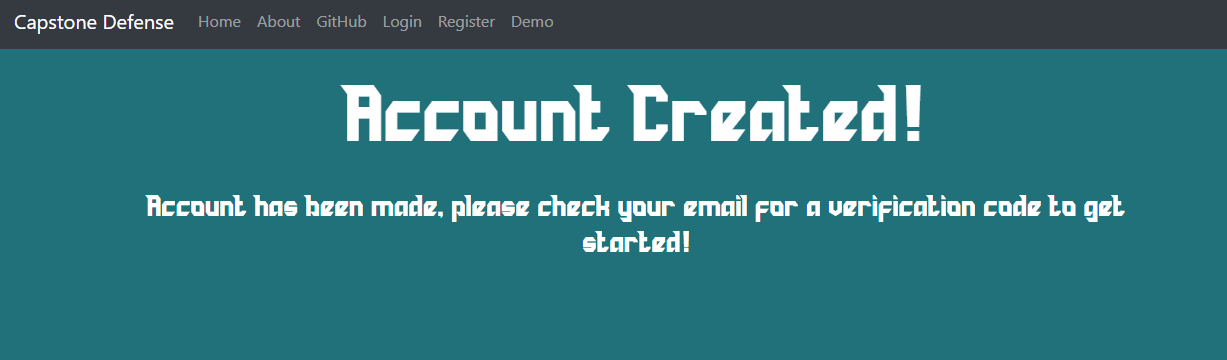 Capstone Defense Home About GitHub Login Register Demo
Account Created!
Account has been made, please check your email for a verification code to get
started!